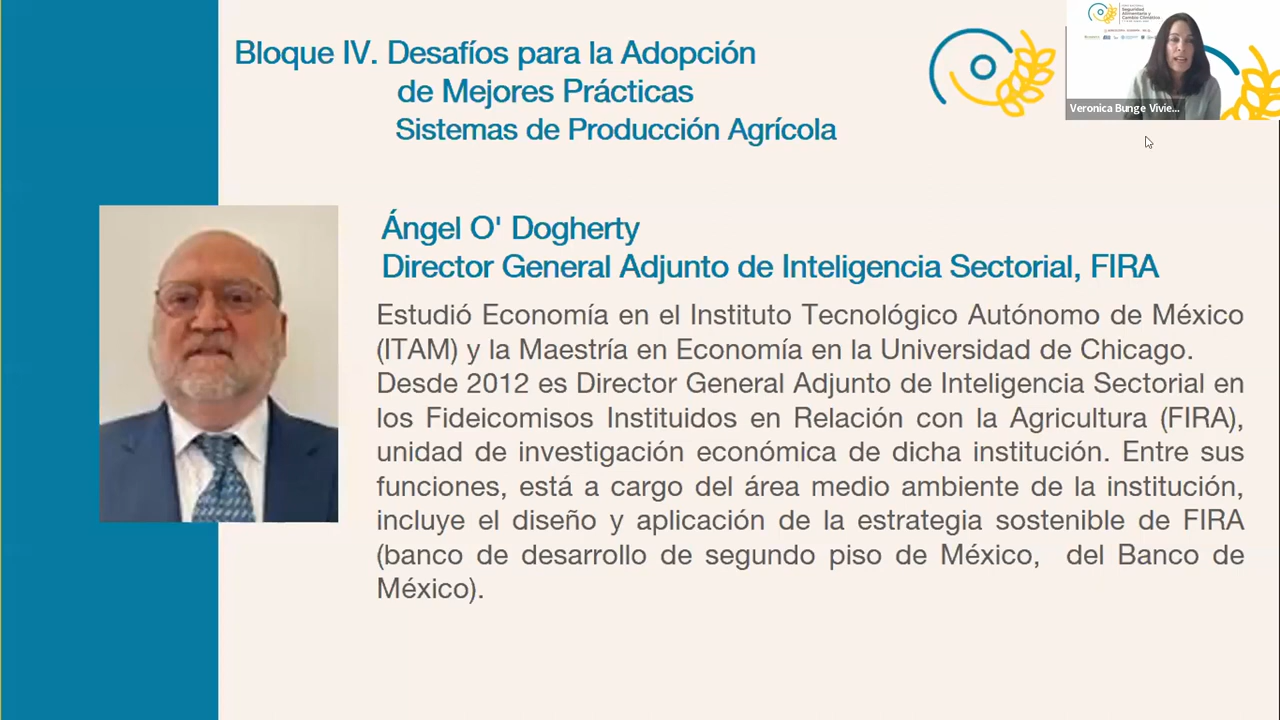 Bloque IV. Desafíos para la Adopción
de Mejores Prácticas
Sistemas de Producción Agrícola
Seguridad
Alimentaria y
Cambio Climático
Veronica Bunge Vivie...
Ángel O' Dogherty
Director General Adjunto de Inteligencia Sectorial, FIRA
Estudió Economía en el Instituto Tecnológico Autónomo de México
(ITAM) y la Maestría en Economía en la Universidad de Chicago.
Desde 2012 es Director General Adjunto de Inteligencia Sectorial en
los Fideicomisos Instituidos en Relación con la Agricultura (FIRA),
unidad de investigación económica de dicha institución. Entre sus
funciones, está a cargo del área medio ambiente de la institución,
incluye el diseño y aplicación de la estrategia sostenible de FIRA
(banco de desarrollo de segundo piso de México, del Banco de
México).